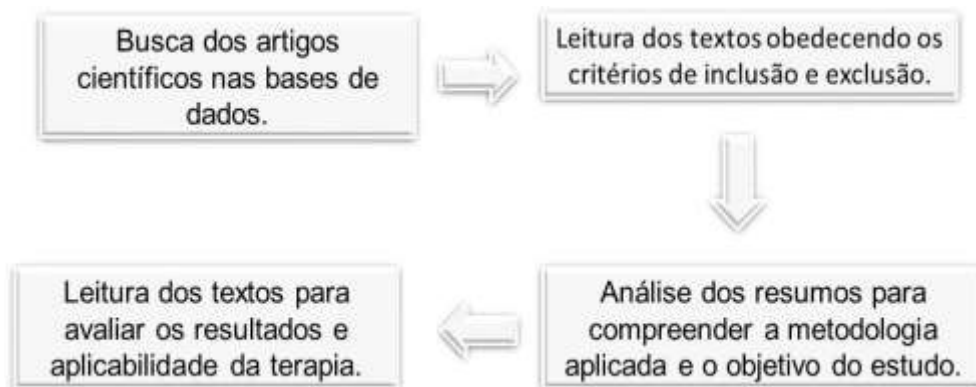 Busca dos artigos
científicos nas bases de
dados.
Leitura dos textos obedecendo os
critérios de inclusão e exclusão.
Análise dos resumos para
compreender a metodologia
aplicada e o objetivo do estudo.
Leitura dos textos para
avaliar os resultados e
aplicabilidade da terapia.